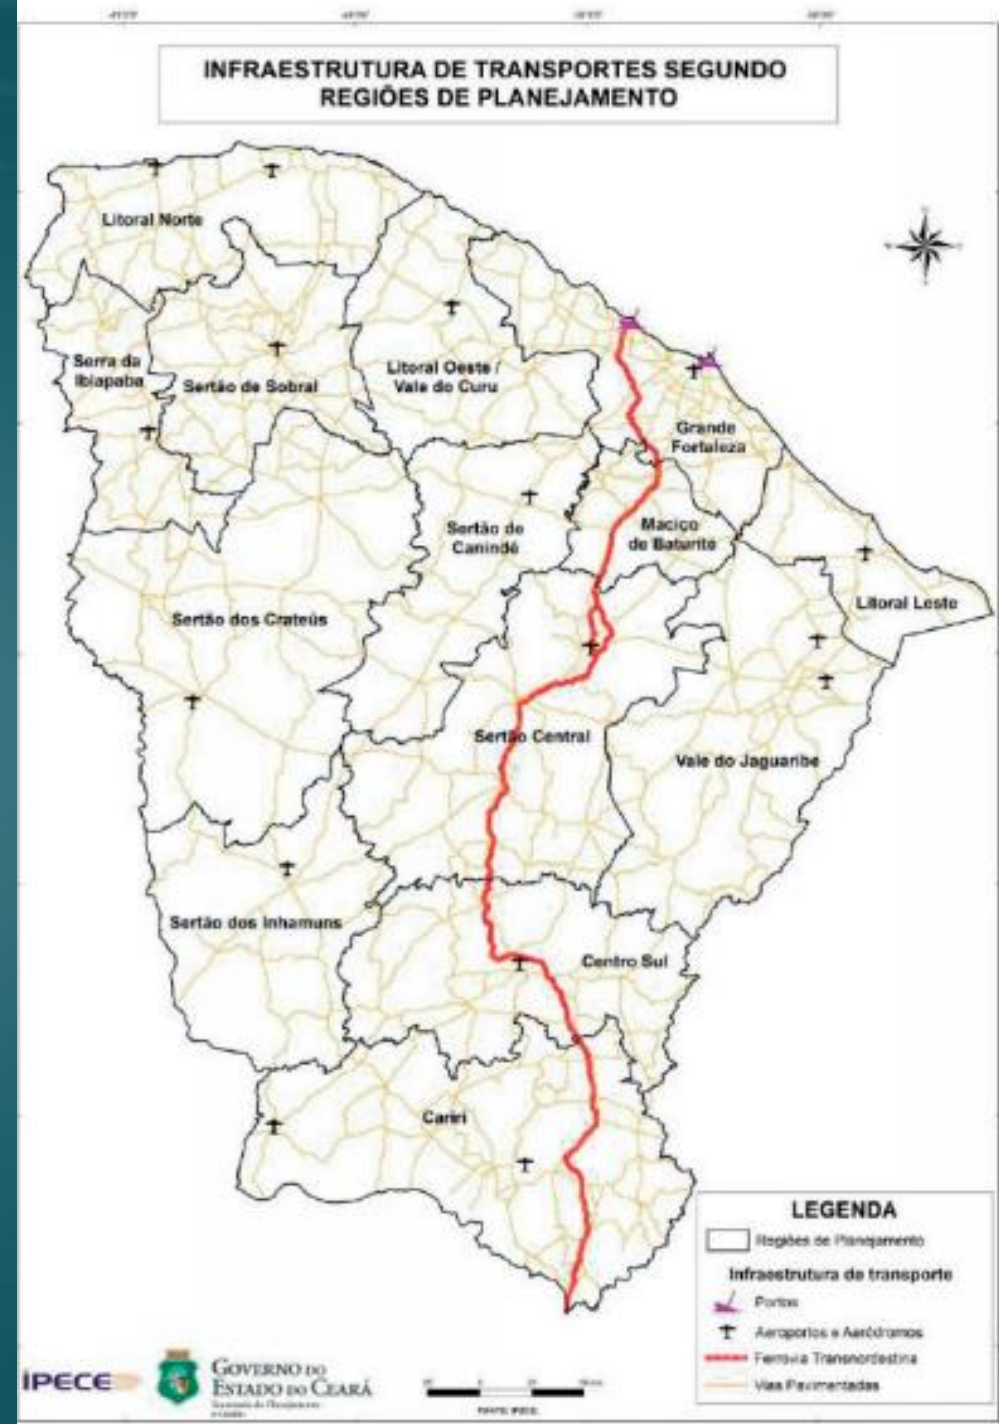 INFRAESTRUTURA DE TRANSPORTES SEGUNDO
REGIÕES DE PLANEJAMENTO
Litoral Norte
Serra da
Ibiapaba
Sertão de Sobral
Litoral Oeste /
Vale do Curu
Grande
Fortaleza
Sertão de
Canindé
Maciço
de Baturité
Litoral Leste
Sertão dos Crateús
Sertão Central
Vale do Jaguaribe
Sertão dos Inhamuns
Centro Sul
Cariri
LEGENDA
Regiões de Planejamento
Infraestrutura de transporte
Portos
Aeroportos e Aeródromos
Ferrovia Transnordestina
Vias Pavimentadas
IPECE
GOVERNO DO
ESTADO DO CEARÁ
FONTE: IPECE.